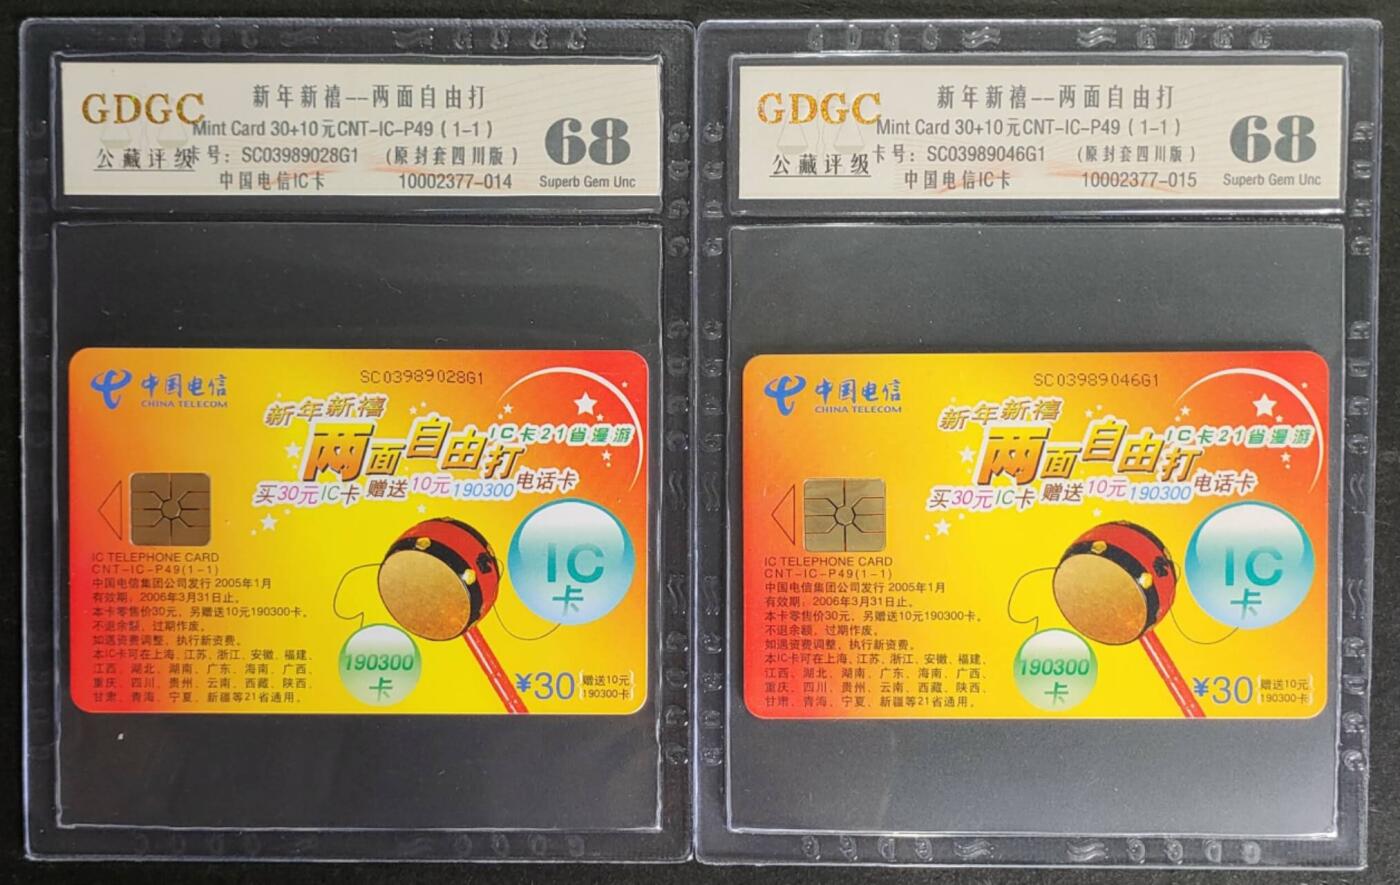 GDGC
公藏评级
新年新禧--两面自由打
Mint Card 30+10元CNT-IC-P49(1-1)
卡号: SC03989028G1 (原封套四川版)
中国电信IC卡 10002377-014
68
Superb Gem Unc
中国电信
CHINA TELECOM
SC03989028G1
新年新禧
两面自由打
IC卡21省漫游
买30元IC卡 赠送10元190300电话卡
IC TELEPHONE CARD
CNT-IC-P49(1-1)
中国电信集团公司发行 2005年1月
有效期: 2006年3月31日止。
本卡零售价30元,另赠送10元190300卡。
不退余额,过期作废。
如遇资费调整,执行新资费。
本IC卡可在上海、江苏、浙江、安徽、福建、
江西、湖北、湖南、广东、海南、广西、
重庆、四川、贵州、云南、西藏、陕西、
甘肃、青海、宁夏、新疆等21省通用。
IC
卡
190300
卡
¥30
赠送10元
190300卡
GDGC
公藏评级
新年新禧--两面自由打
Mint Card 30+10元CNT-IC-P49(1-1)
卡号: SC03989046G1 (原封套四川版)
中国电信IC卡 10002377-015
68
Superb Gem Unc
中国电信
CHINA TELECOM
SC03989046G1
新年新禧
两面自由打
IC卡21省漫游
买30元IC卡 赠送10元190300电话卡
IC TELEPHONE CARD
CNT-IC-P49(1-1)
中国电信集团公司发行 2005年1月
有效期: 2006年3月31日止。
本卡零售价30元,另赠送10元190300卡。
不退余额,过期作废。
如遇资费调整,执行新资费。
本IC卡可在上海、江苏、浙江、安徽、福建、
江西、湖北、湖南、广东、海南、广西、
重庆、四川、贵州、云南、西藏、陕西、
甘肃、青海、宁夏、新疆等21省通用。
IC
卡
190300
卡
¥30
赠送10元
190300卡